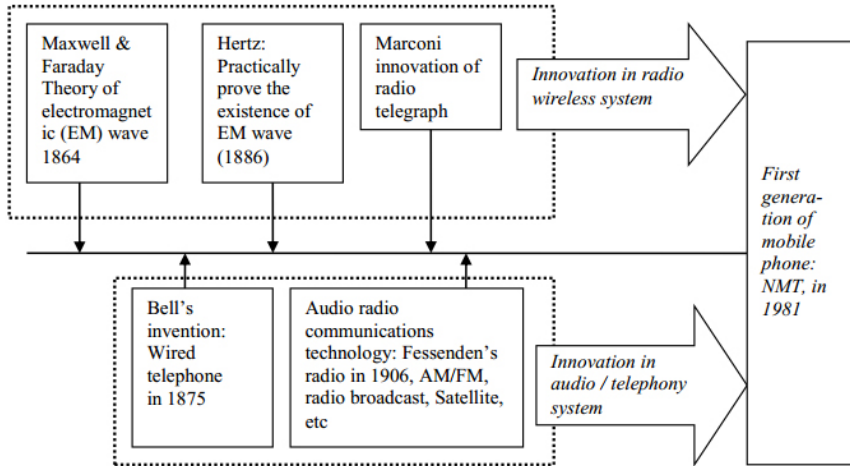 Maxwell &
Faraday
Theory of
electromagnet
ic (EM) wave
1864
Hertz:
Practically
prove the
existence of
EM wave
(1886)
Marconi
innovation of
radio
telegraph
Innovation in radio
wireless system
First
genera-
tion of
mobile
phone:
NMT, in
1981
Bell's
invention:
Wired
telephone
in 1875
Audio radio
communications
technology: Fessenden's
radio in 1906, AM/FM,
radio broadcast, Satellite,
etc
Innovation in
audio / telephony
system